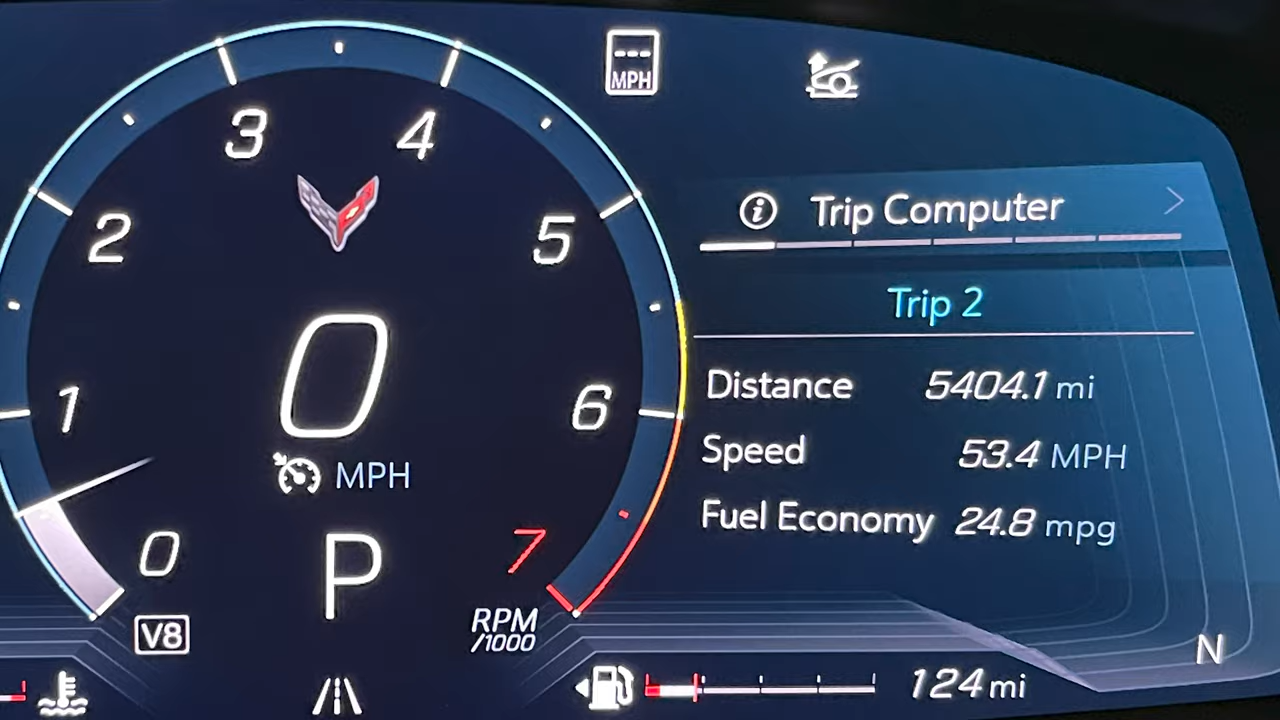 ---
MPH
3
4
Trip Computer
2
5
Trip 2
0
1
6
Distance 5404.1 mi
Speed 53.4 MPH
MPH
Fuel Economy 24.8 mpg
0
P
7
V8
RPM
/1000
N
124 mi